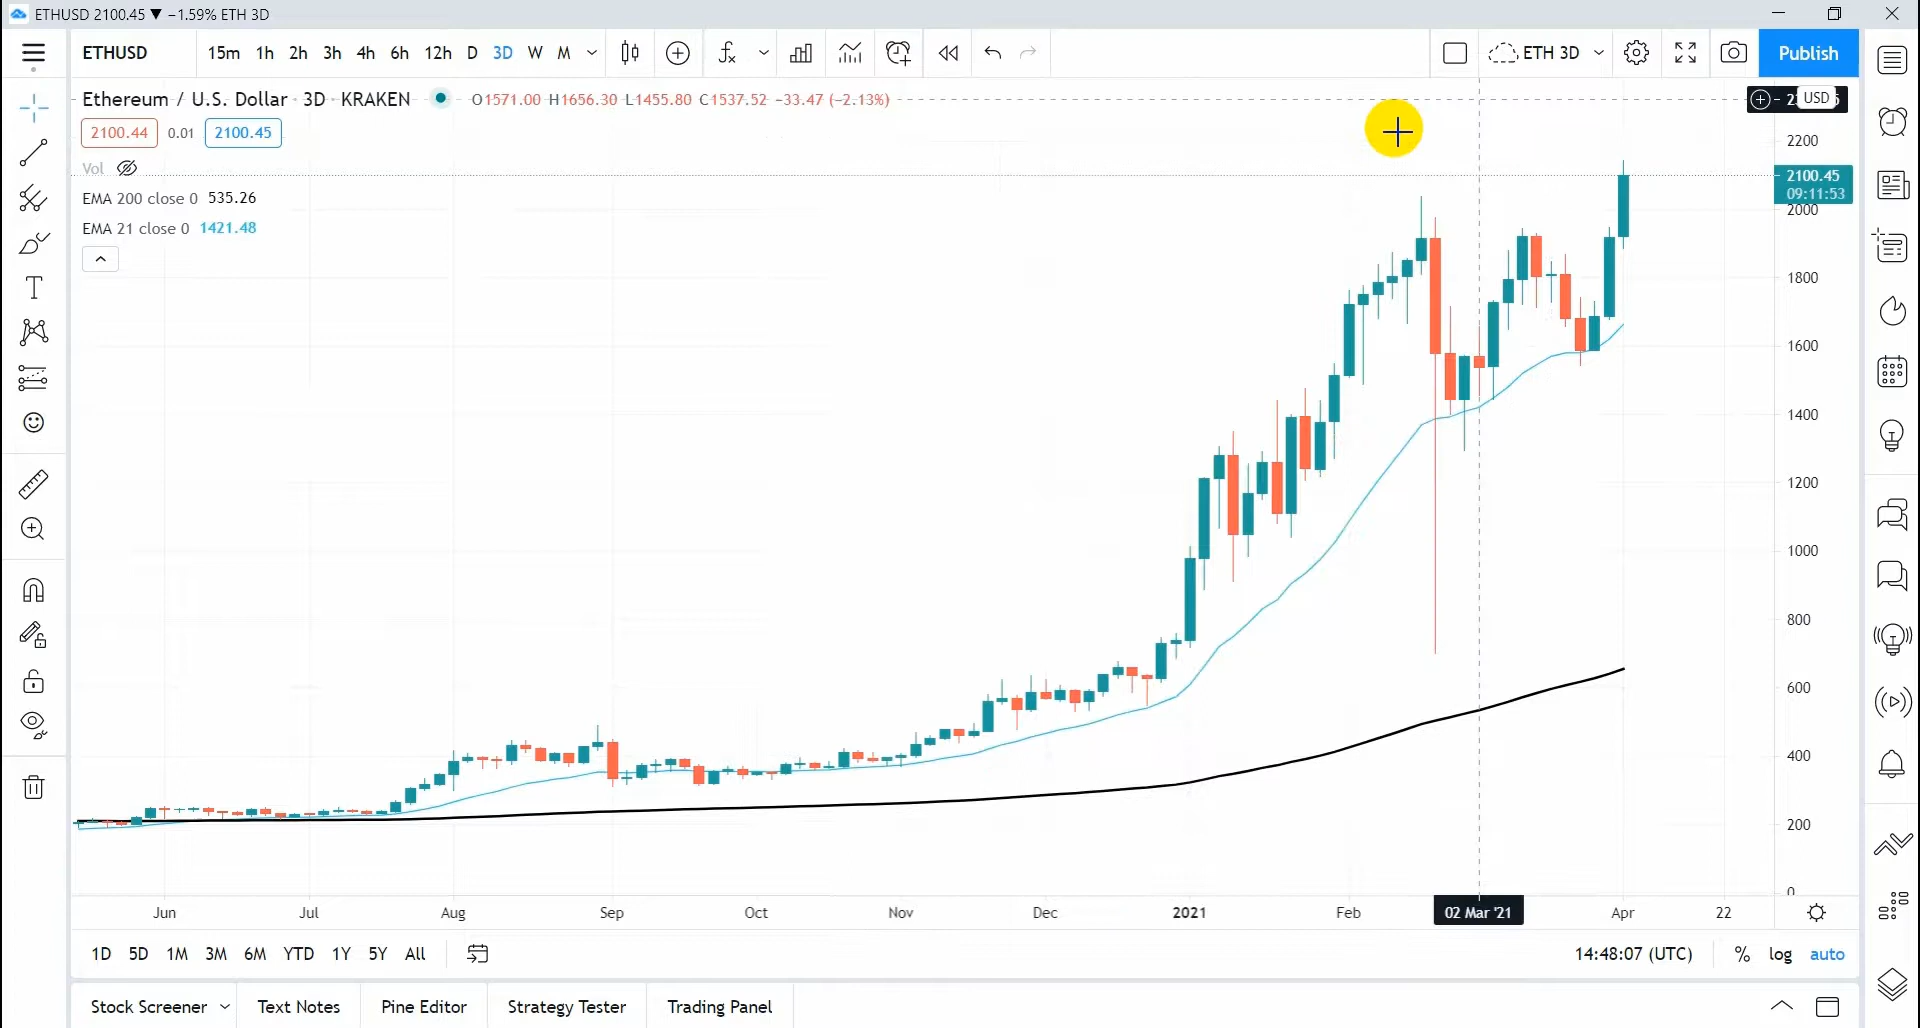 ETHUSD 2100.45 ▼ −1.59% ETH 3D
ETHUSD 15m 1h 2h 3h 4h 6h 12h D 3D W M ETH 3D Publish
Ethereum / U.S. Dollar · 3D · KRAKEN O1571.00 H1656.30 L1455.80 C1537.52 −33.47 (−2.13%)
USD
2100.44 0.01 2100.45
2200
Vol
2100.45
09:11:53
EMA 200 close 0 535.26
2000
EMA 21 close 0 1421.48
1800
1600
1400
1200
1000
800
600
400
200
0
Jun Jul Aug Sep Oct Nov Dec 2021 Feb 02 Mar '21 Apr 22
1D 5D 1M 3M 6M YTD 1Y 5Y All 14:48:07 (UTC) % log auto
Stock Screener Text Notes Pine Editor Strategy Tester Trading Panel